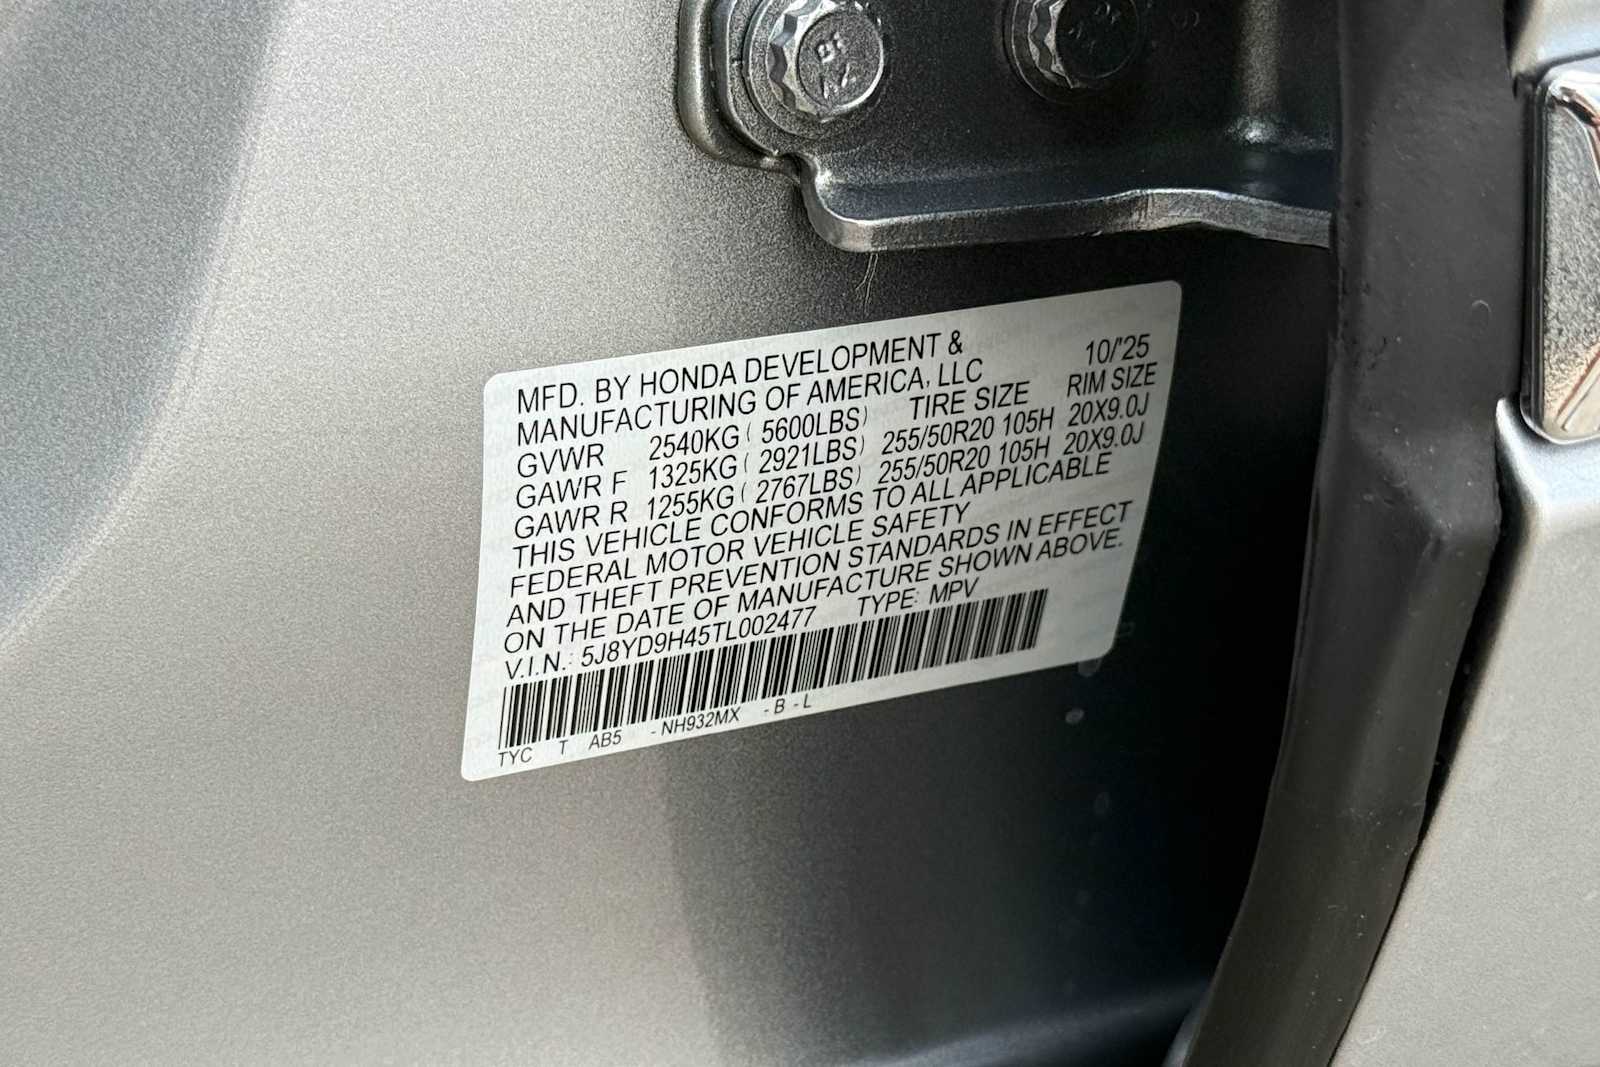 MFD. BY HONDA DEVELOPMENT & 10/'25
MANUFACTURING OF AMERICA, LLC
TIRE SIZE RIM SIZE
GVWR 2540KG ( 5600LBS)
GAWR F 1325KG ( 2921LBS) 255/50R20 105H 20X9.0J
GAWR R 1255KG ( 2767LBS) 255/50R20 105H 20X9.0J
THIS VEHICLE CONFORMS TO ALL APPLICABLE
FEDERAL MOTOR VEHICLE SAFETY
AND THEFT PREVENTION STANDARDS IN EFFECT
ON THE DATE OF MANUFACTURE SHOWN ABOVE.
V.I.N.: 5J8YD9H45TL002477 TYPE: MPV
TYC T AB5 - NH932MX - B - L